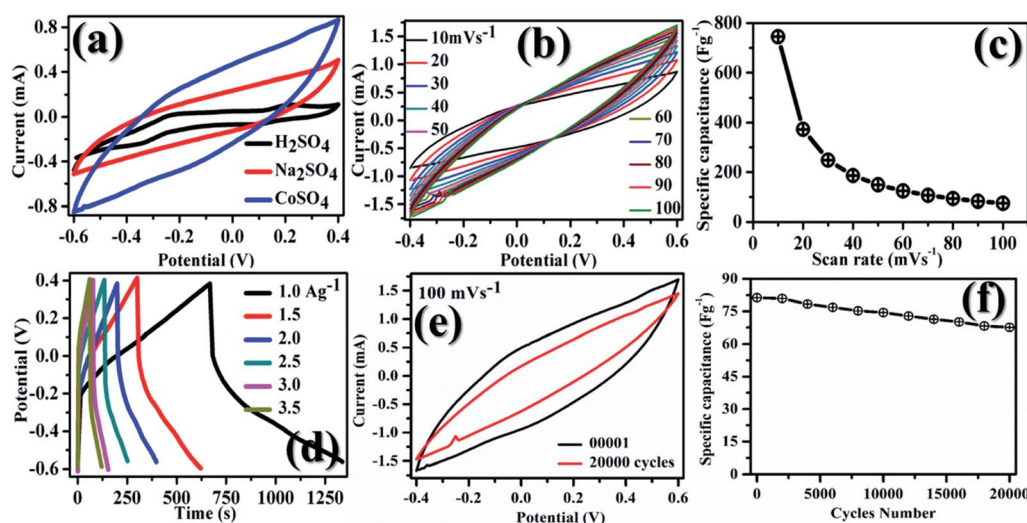 (a)
Current (mA)
0.8
0.4
0.0
-0.4
-0.8
H₂SO₄
Na₂SO₄
CoSO₄
-0.6 -0.4 -0.2 0.0 0.2 0.4
Potential (V)
(b)
Current (mA)
1.5
1.0
0.5
0.0
-0.5
-1.0
-1.5
10mVs⁻¹
20
30
40
50
60
70
80
90
100
-0.4 -0.2 0.0 0.2 0.4 0.6
Potential (V)
(c)
Specific capacitance (Fg⁻¹)
800
600
400
200
0
0 20 40 60 80 100
Scan rate (mVs⁻¹)
(d)
Potential (V)
0.4
0.2
0.0
-0.2
-0.4
-0.6
1.0 Ag⁻¹
1.5
2.0
2.5
3.0
3.5
0 250 500 750 1000 1250
Time (s)
(e)
100 mVs⁻¹
Current (mA)
1.5
1.0
0.5
0.0
-0.5
-1.0
-1.5
00001
20000 cycles
-0.4 -0.2 0.0 0.2 0.4 0.6
Potential (V)
(f)
Specific capacitance (Fg⁻¹)
90
75
60
45
30
15
0
0 5000 10000 15000 20000
Cycles Number